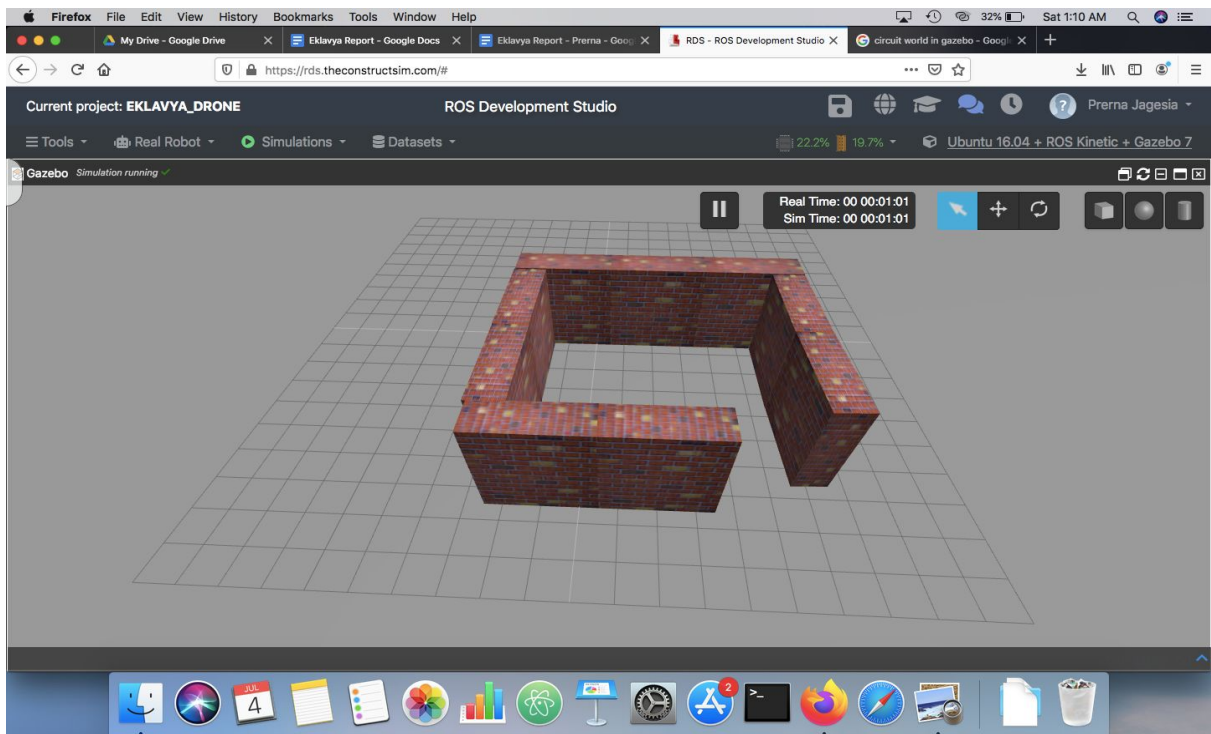 Firefox File Edit View History Bookmarks Tools Window Help 32% Sat 1:10 AM
My Drive - Google Drive Eklavya Report - Google Docs Eklavya Report - Prerna - Goog RDS - ROS Development Studio circuit world in gazebo - Googl
https://rds.theconstructsim.com/#
Current project: EKLAVYA_DRONE ROS Development Studio Prerna Jagesia
Tools Real Robot Simulations Datasets 22.2% 19.7% Ubuntu 16.04 + ROS Kinetic + Gazebo 7
Gazebo Simulation running
Real Time: 00 00:01:01
Sim Time: 00 00:01:01
JUL
4
2